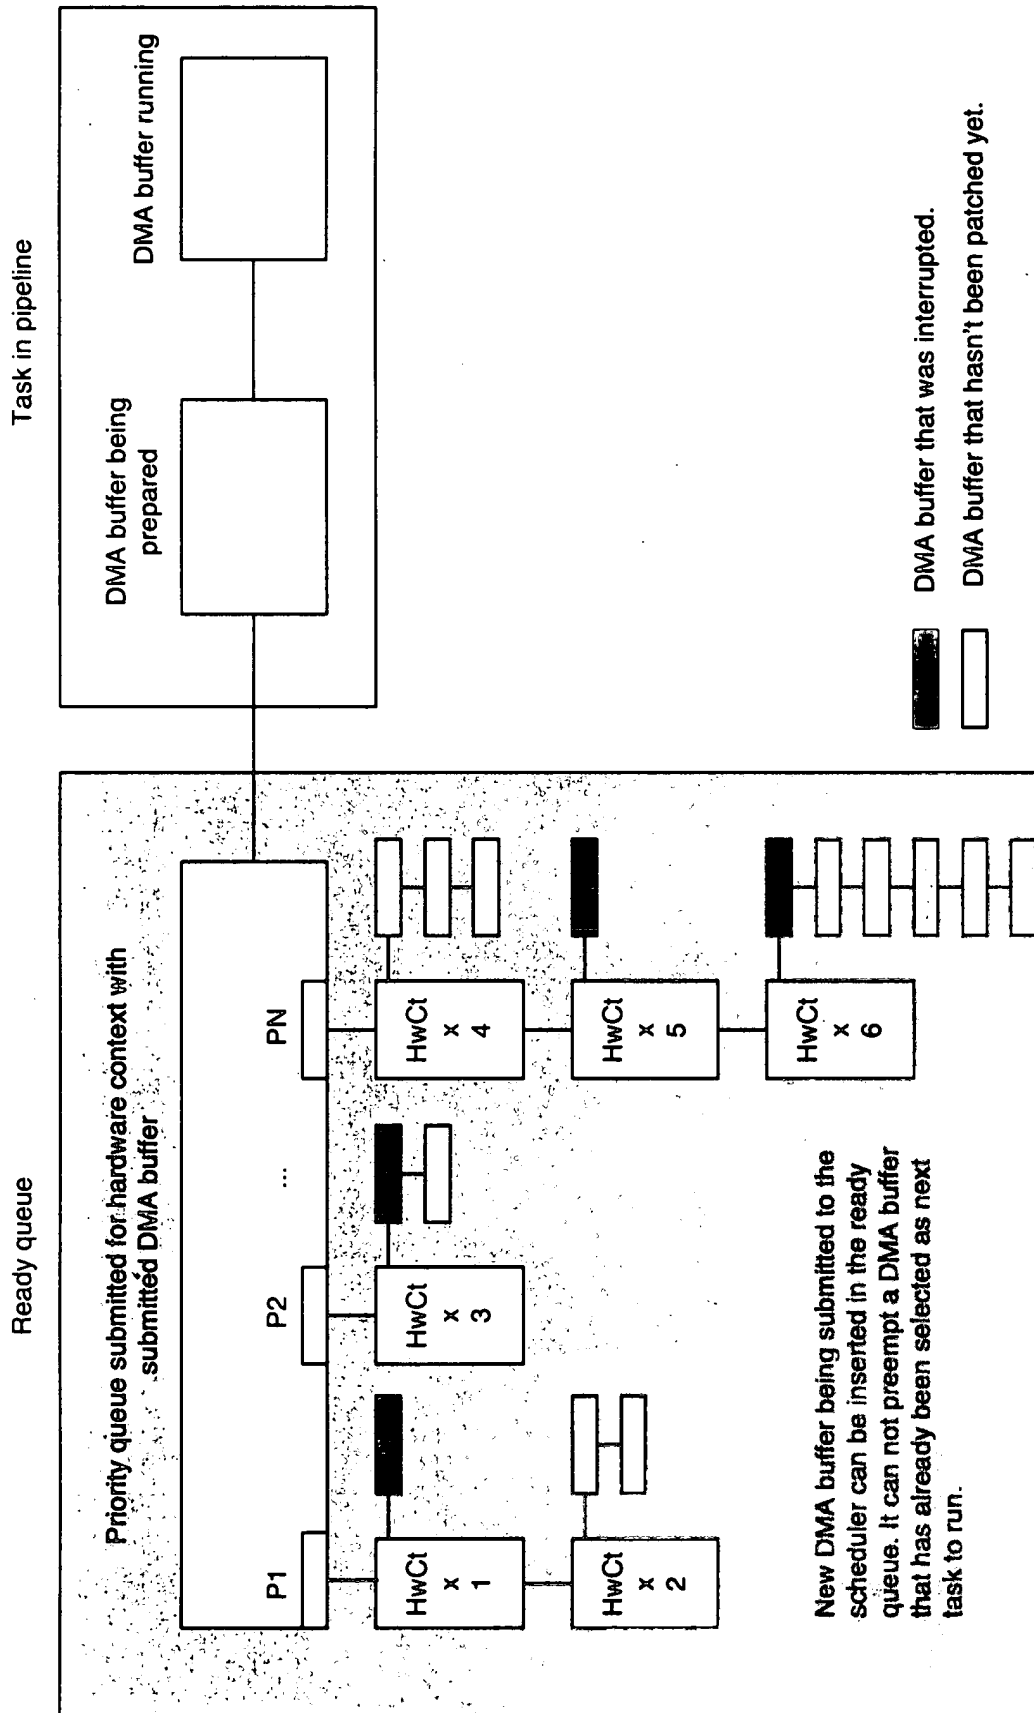 Ready queue
Task in pipeline
Priority queue submitted for hardware context with
submitted DMA buffer
P1
P2
...
PN
HwCt
x
1
HwCt
x
2
HwCt
x
3
HwCt
x
4
HwCt
x
5
HwCt
x
6
New DMA buffer being submitted to the
scheduler can be inserted in the ready
queue. It can not preempt a DMA buffer
that has already been selected as next
task to run.
DMA buffer being
prepared
DMA buffer running
DMA buffer that was interrupted.
DMA buffer that hasn't been patched yet.